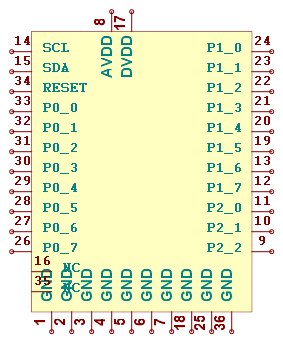 8 17
AVDD DVDD
14 SCL P1_0 24
15 SDA P1_1 23
34 RESET P1_2 22
33 P0_0 P1_3 21
32 P0_1 P1_4 20
31 P0_2 P1_5 19
30 P0_3 P1_6 13
29 P0_4 P1_7 12
28 P0_5 P2_0 11
27 P0_6 P2_1 10
26 P0_7 P2_2 9
16 NC
35 NC
GND GND GND GND GND GND GND GND GND GND
1 2 3 4 5 6 7 18 25 36